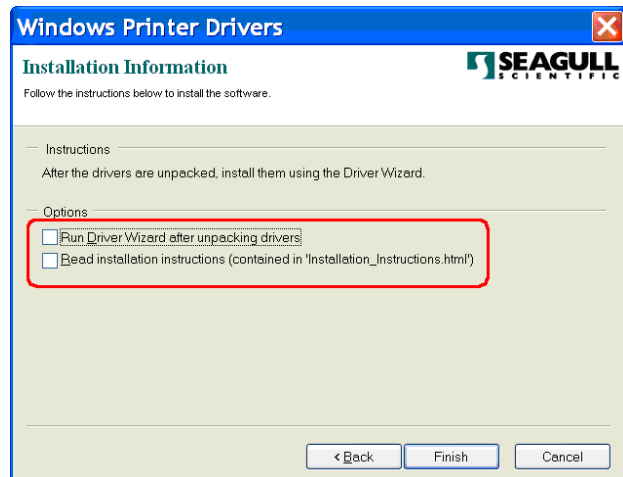 Windows Printer Drivers
Installation Information
SEAGULL
SCIENTIFIC
Follow the instructions below to install the software.
Instructions
After the drivers are unpacked, install them using the Driver Wizard.
Options
Run Driver Wizard after unpacking drivers
Read installation instructions (contained in 'Installation_Instructions.html')
< Back
Finish
Cancel